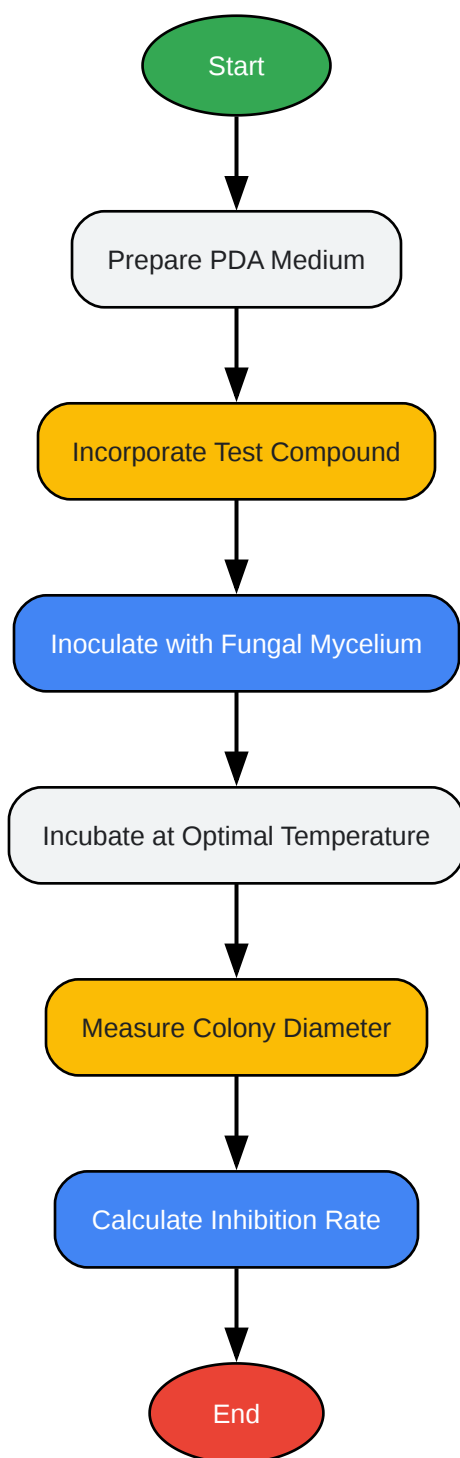 Start
Prepare PDA Medium
Incorporate Test Compound
Inoculate with Fungal Mycelium
Incubate at Optimal Temperature
Measure Colony Diameter
Calculate Inhibition Rate
End